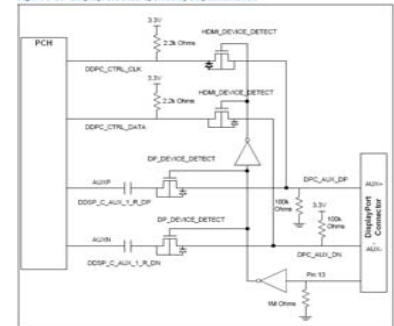 3.3V
HDMI_DEVICE_DETECT
PCH
2.2k Ohms
DDPC_CTRL_CLK
3.3V
HDMI_DEVICE_DETECT
2.2k Ohms
DDPC_CTRL_DATA
DP_DEVICE_DETECT
AUXP
DPC_AUX_DP
AUX+
DDSP_C_AUX_1_R_DP
100k Ohms
3.3V
DisplayPort Connector
DP_DEVICE_DETECT
100k Ohms
AUXN
AUX-
DPC_AUX_DN
DDSP_C_AUX_1_R_DN
Pin 13
1M Ohms